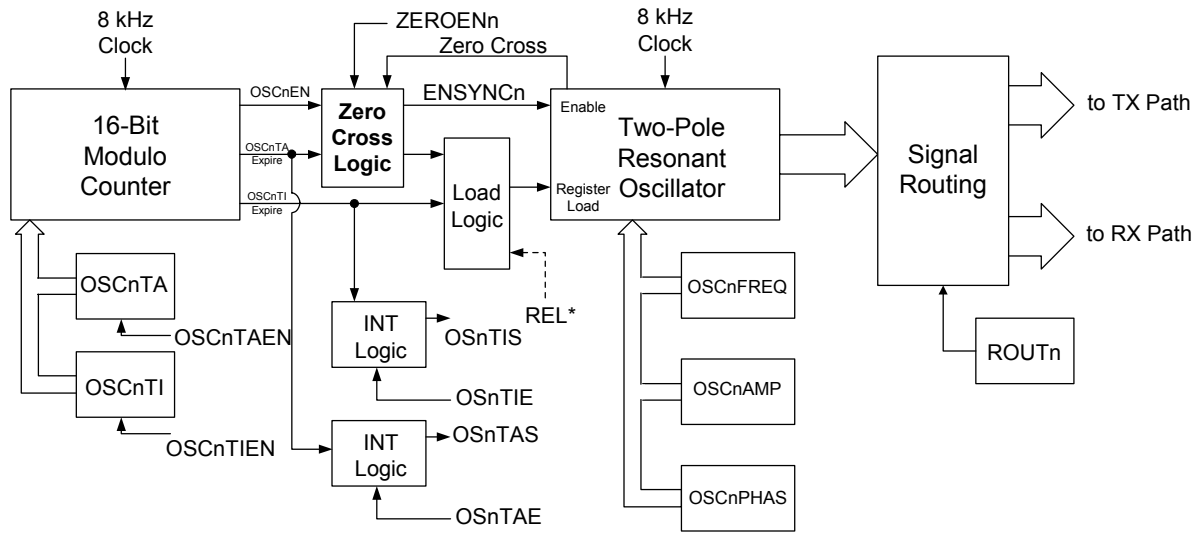 8 kHz
Clock
ZEROENn
Zero Cross
8 kHz
Clock
OSCnEN
ENSYNCn
Enable
16-Bit
Modulo
Counter
OSCnTA
Expire
Zero
Cross
Logic
Two-Pole
Resonant
Oscillator
Signal
Routing
to TX Path
OSCnTI
Expire
Load
Logic
Register
Load
to RX Path
OSCnTA
OSCnTAEN
REL*
OSCnFREQ
INT
Logic
OSnTIS
ROUTn
OSCnTI
OSnTIE
OSCnAMP
OSCnTIEN
INT
Logic
OSnTAS
OSCnPHAS
OSnTAE